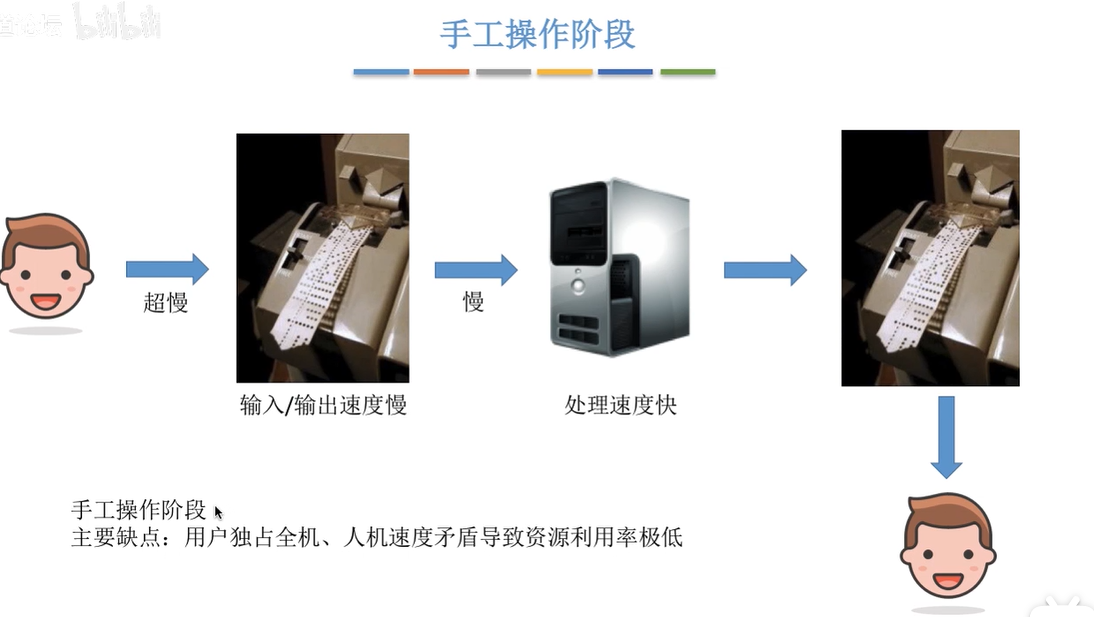 手工操作阶段
超慢
慢
输入/输出速度慢
处理速度快
手工操作阶段
主要缺点：用户独占全机、人机速度矛盾导致资源利用率极低